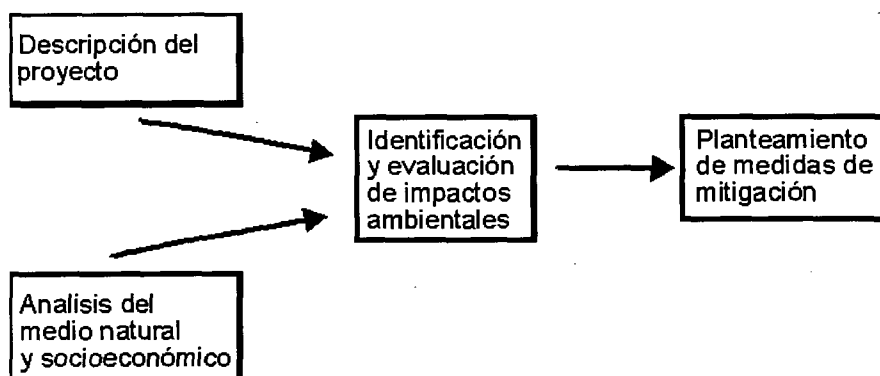 Descripción del
proyecto
Identificación
y evaluación
de impactos
ambientales
Planteamiento
de medidas de
mitigación
Analisis del
medio natural
y socioeconómico